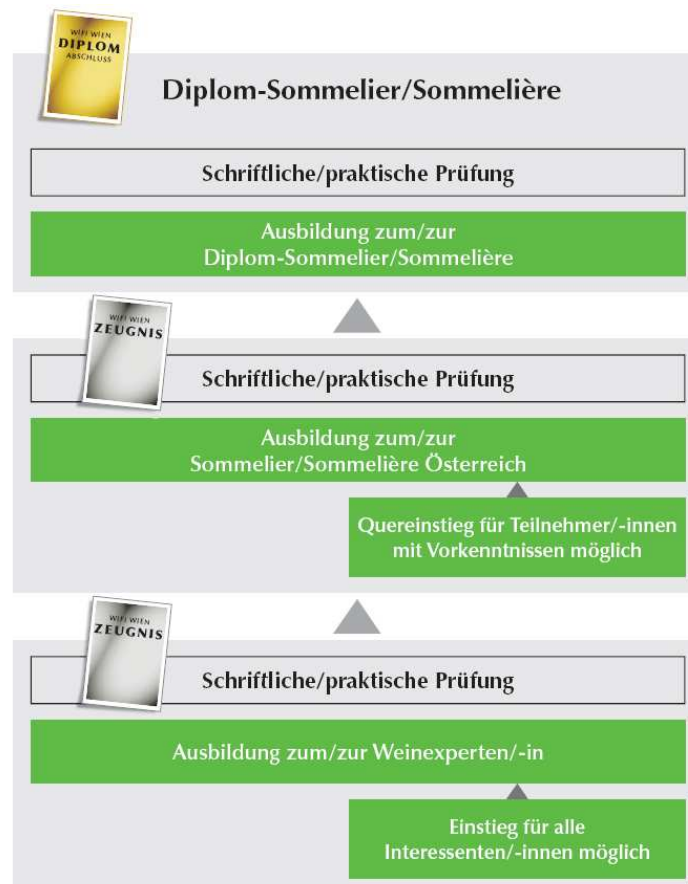 WIFI WIEN
DIPLOM
ABSCHLUSS
Diplom-Sommelier/Sommelière
Schriftliche/praktische Prüfung
Ausbildung zum/zur
Diplom-Sommelier/Sommelière
WIFI WIEN
ZEUGNIS
Schriftliche/praktische Prüfung
Ausbildung zum/zur
Sommelier/Sommelière Österreich
Quereinstieg für Teilnehmer/-innen
mit Vorkenntnissen möglich
WIFI WIEN
ZEUGNIS
Schriftliche/praktische Prüfung
Ausbildung zum/zur Weinexperten/-in
Einstieg für alle
Interessenten/-innen möglich